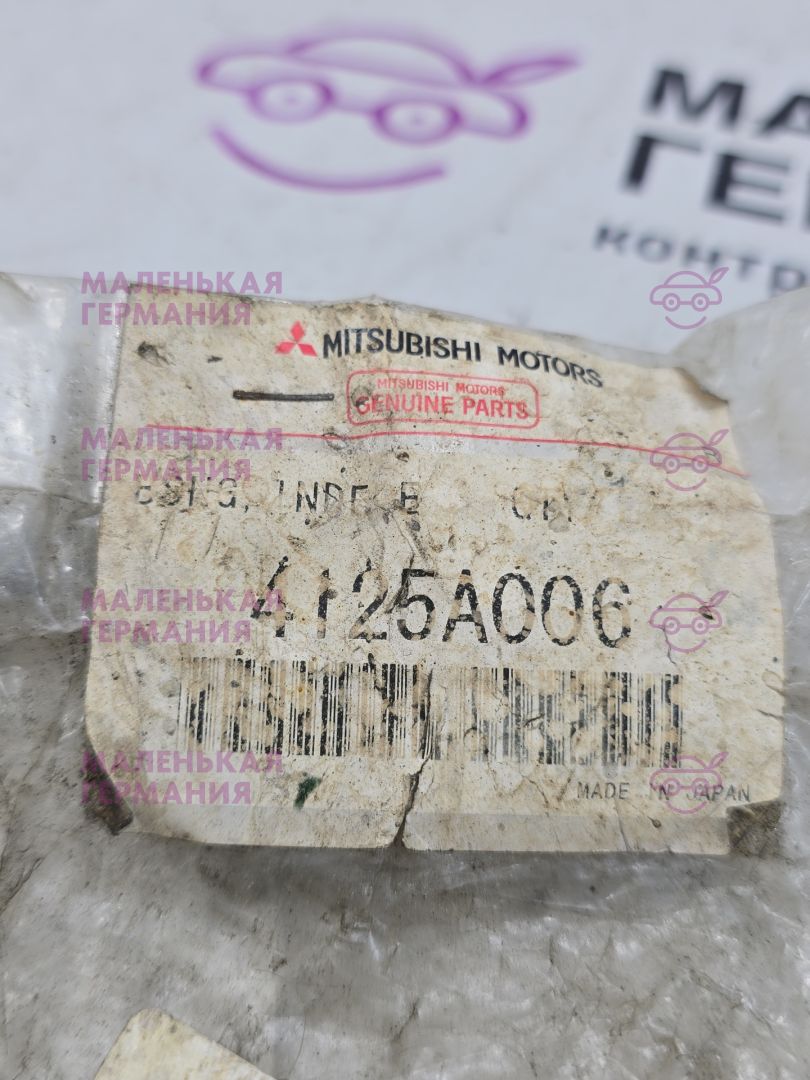 МА
ГЕ
контр
МАЛЕНЬКАЯ
ГЕРМАНИЯ
MITSUBISHI MOTORS
MITSUBISHI MOTORS
GENUINE PARTS
МАЛЕНЬКАЯ
ГЕРМАНИЯ
4125A006
МАЛЕНЬКАЯ
ГЕРМАНИЯ
МАЛЕНЬКАЯ
ГЕРМАНИЯ
MADE IN JAPAN